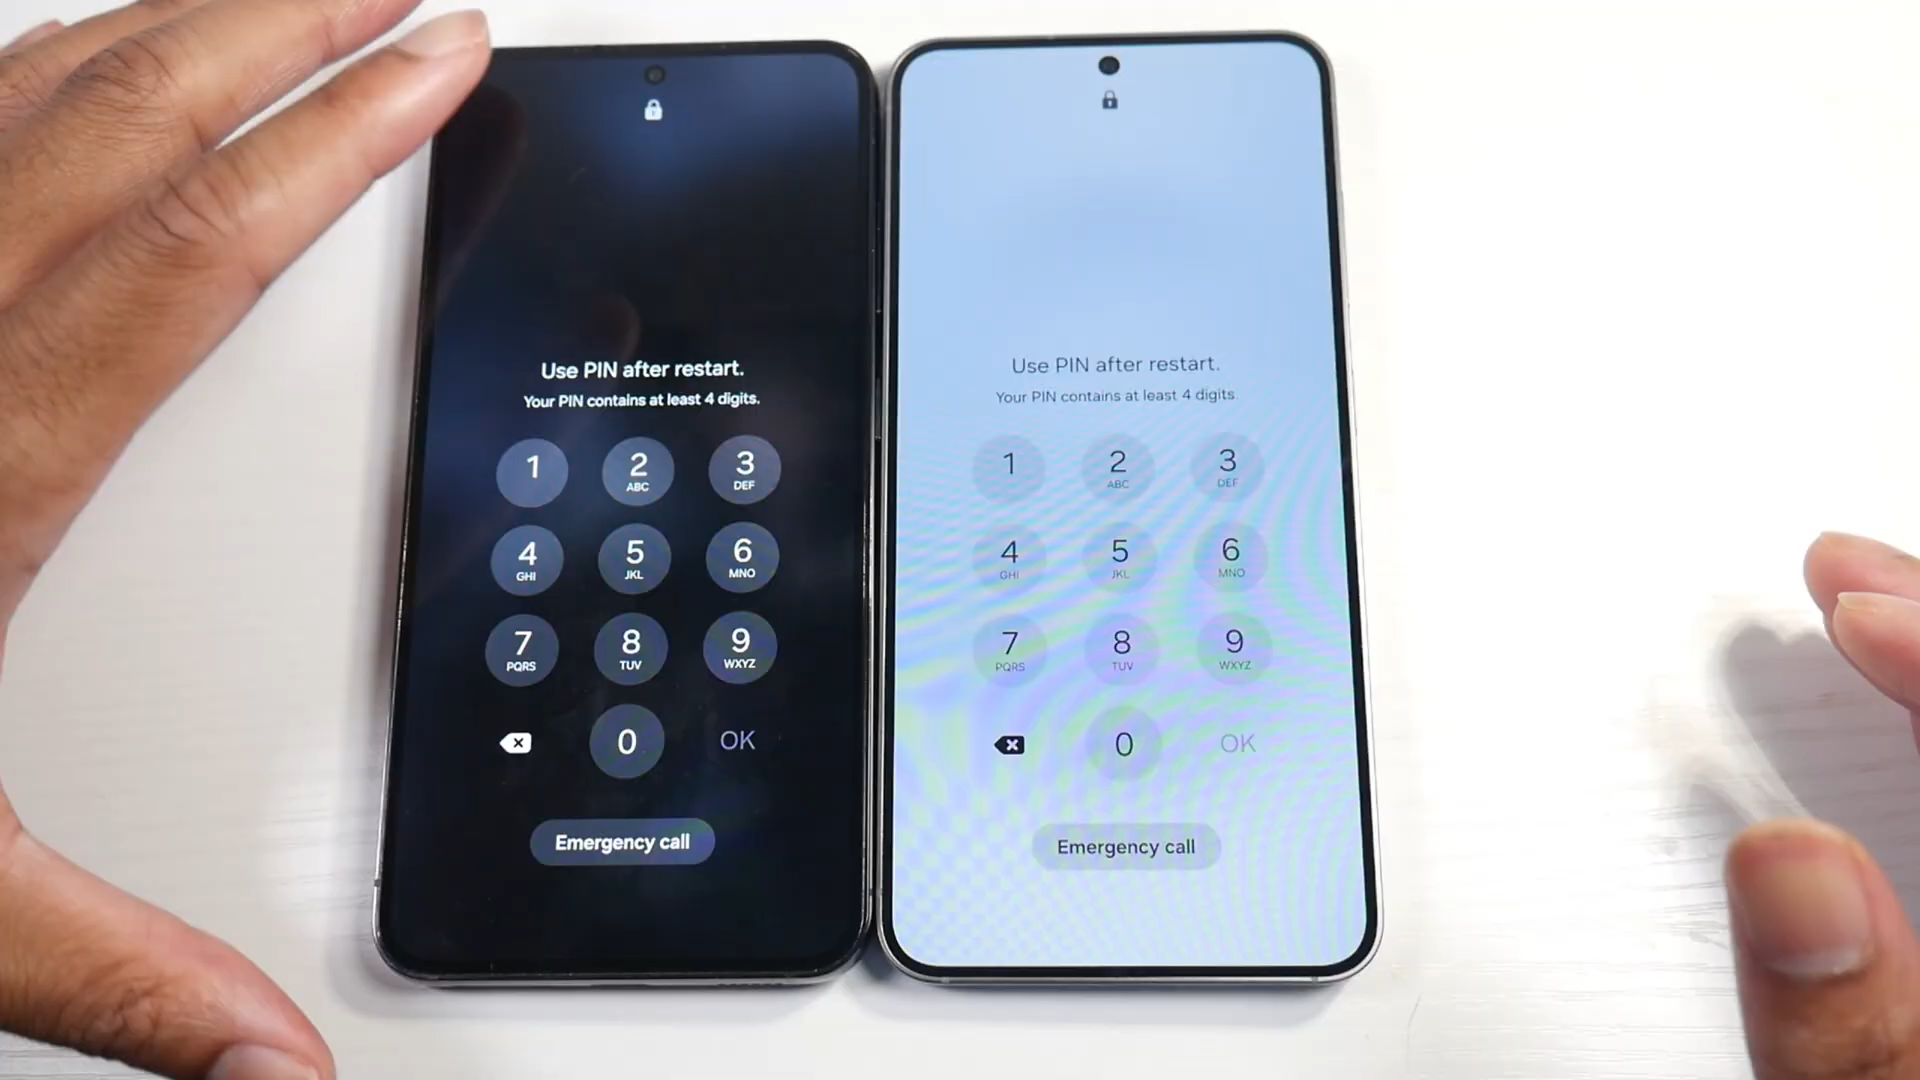 Use PIN after restart.
Your PIN contains at least 4 digits.
1
2
ABC
3
DEF
4
GHI
5
JKL
6
MNO
7
PQRS
8
TUV
9
WXYZ
0
OK
Emergency call
Use PIN after restart.
Your PIN contains at least 4 digits.
1
2
ABC
3
DEF
4
GHI
5
JKL
6
MNO
7
PQRS
8
TUV
9
WXYZ
0
OK
Emergency call